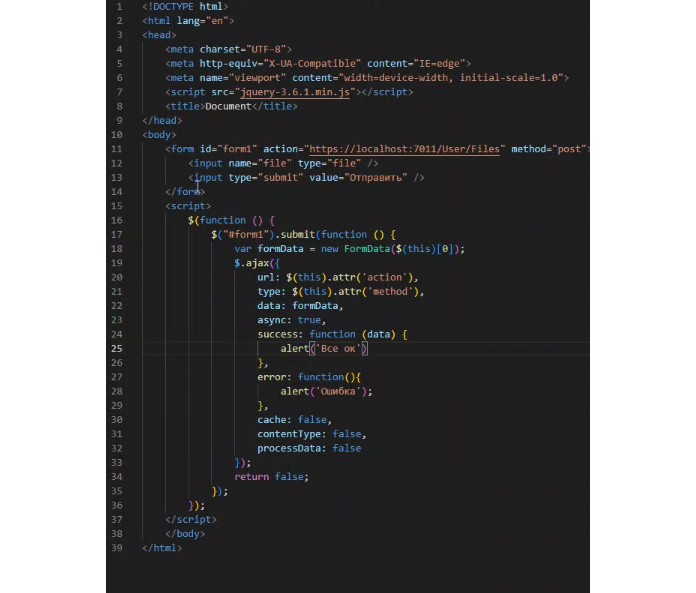 1 <!DOCTYPE html>
2 <html lang="en">
3 <head>
4 <meta charset="UTF-8">
5 <meta http-equiv="X-UA-Compatible" content="IE=edge">
6 <meta name="viewport" content="width=device-width, initial-scale=1.0">
7 <script src="jquery-3.6.1.min.js"></script>
8 <title>Document</title>
9 </head>
10 <body>
11 <form id="form1" action="https://localhost:7011/User/Files" method="post">
12 <input name="file" type="file" />
13 <input type="submit" value="Отправить" />
14 </form>
15 <script>
16 $(function () {
17 $("#form1").submit(function () {
18 var formData = new FormData($(this)[0]);
19 $.ajax({
20 url: $(this).attr('action'),
21 type: $(this).attr('method'),
22 data: formData,
23 async: true,
24 success: function (data) {
25 alert('Все ок')
26 },
27 error: function(){
28 alert('Ошибка');
29 },
30 cache: false,
31 contentType: false,
32 processData: false
33 });
34 return false;
35 });
36 });
37 </script>
38 </body>
39 </html>